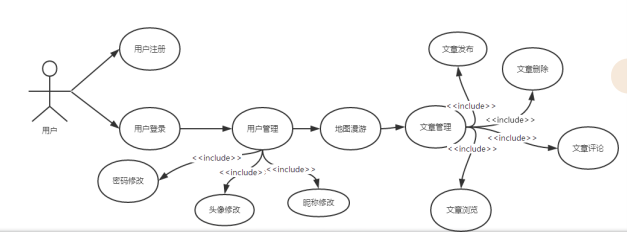 用户注册
文章发布
文章删除
<<include>>
<<include>>
用户
用户登录
用户管理
地图漫游
文章管理
<<include>>
<<include>>
文章评论
<<include>>
<<include>
<<include>>
密码修改
头像修改
昵称修改
文章浏览